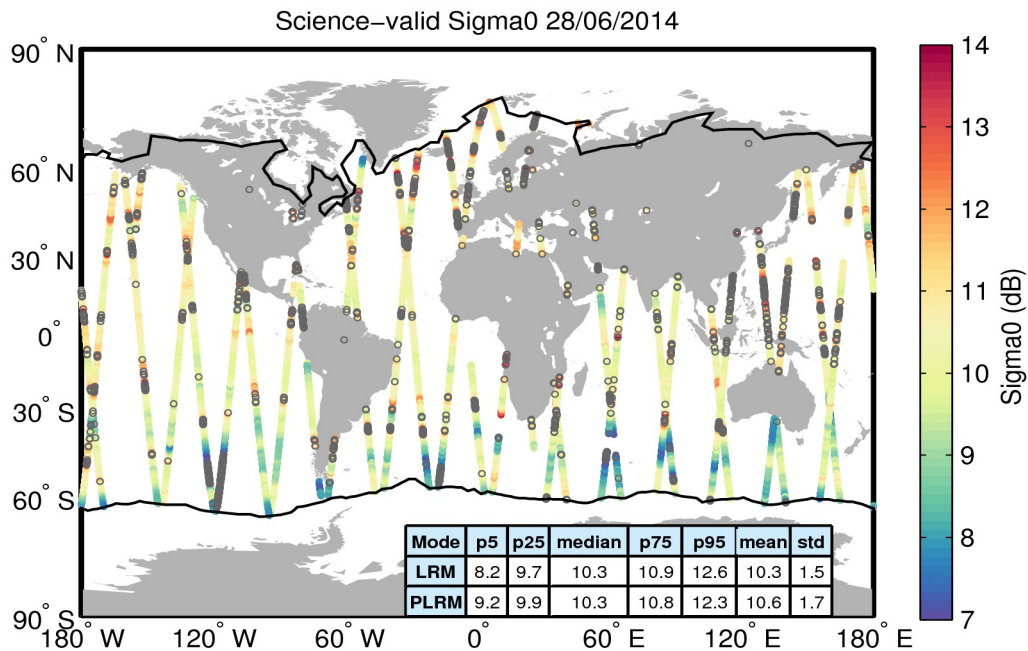 Science−valid Sigma0 28/06/2014
90° N
60° N
30° N
0°
30° S
60° S
90° S
180° W
120° W
60° W
0°
60° E
120° E
180° E
14
13
12
11
10
9
8
7
Sigma0 (dB)
Mode p5 p25 median p75 p95 mean std
LRM 8.2 9.7 10.3 10.9 12.6 10.3 1.5
PLRM 9.2 9.9 10.3 10.8 12.3 10.6 1.7